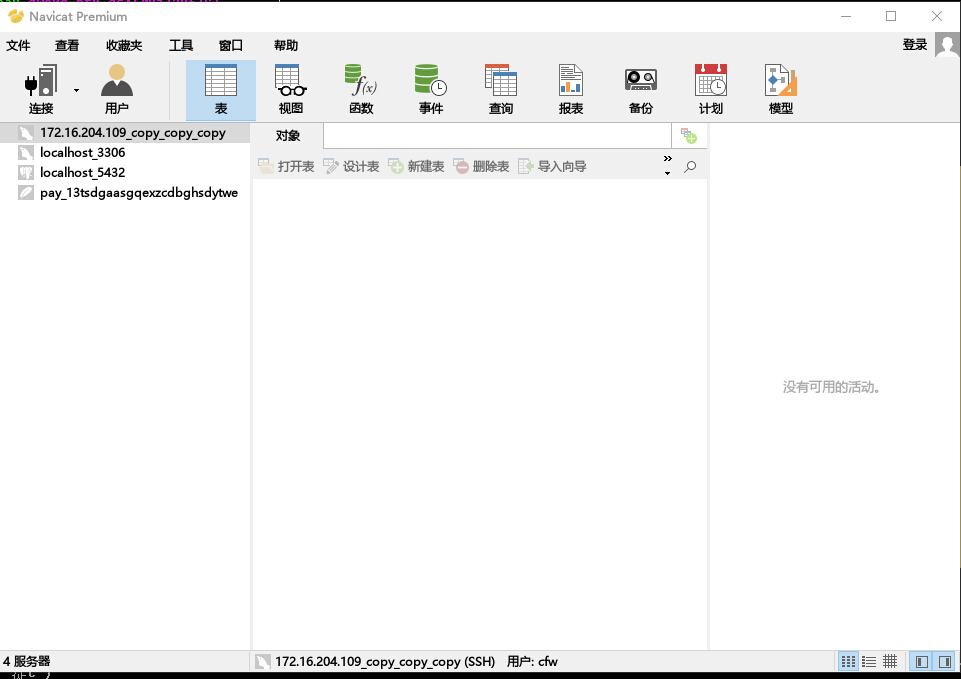 Navicat Premium
文件 查看 收藏夹 工具 窗口 帮助 登录
连接 用户 表 视图 函数 事件 查询 报表 备份 计划 模型
172.16.204.109_copy_copy_copy
localhost_3306
localhost_5432
pay_13tsdgaasgqexzcdbghsdytwe
对象
打开表 设计表 新建表 删除表 导入向导 »
没有可用的活动。
4 服务器 172.16.204.109_copy_copy_copy (SSH) 用户: cfw